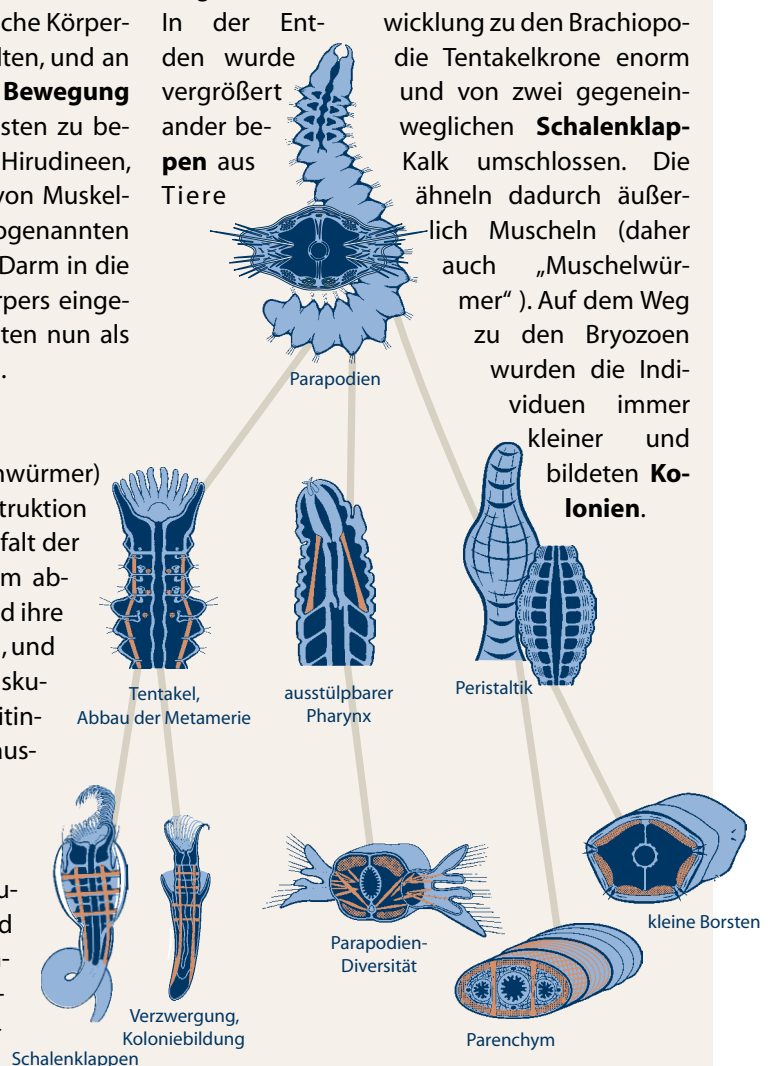 che Körper-
lten, und an
Bewegung
sten zu be-
Hirudineen,
von Muskel-
ogenannten
Darm in die
rpers einge-
ten nun als
.
nwürmer)
truktion
falt der
m ab-
d ihre
, und
sku-
itin-
us-
u-
d
-
-
In der Ent- wicklung zu den Brachiopo-
den wurde die Tentakelkrone enorm
vergrößert und von zwei gegenein-
ander be- weglichen Schalenklap-
pen aus Kalk umschlossen. Die
Tiere ähneln dadurch äußer-
lich Muscheln (daher
auch „Muschelwür-
mer“ ). Auf dem Weg
zu den Bryozoen
wurden die Indi-
viduen immer
kleiner und
bildeten Ko-
lonien.
Parapodien
Tentakel,
Abbau der Metamerie
ausstülpbarer
Pharynx
Peristaltik
Schalenklappen
Verzwergung,
Koloniebildung
Parapodien-
Diversität
Parenchym
kleine Borsten